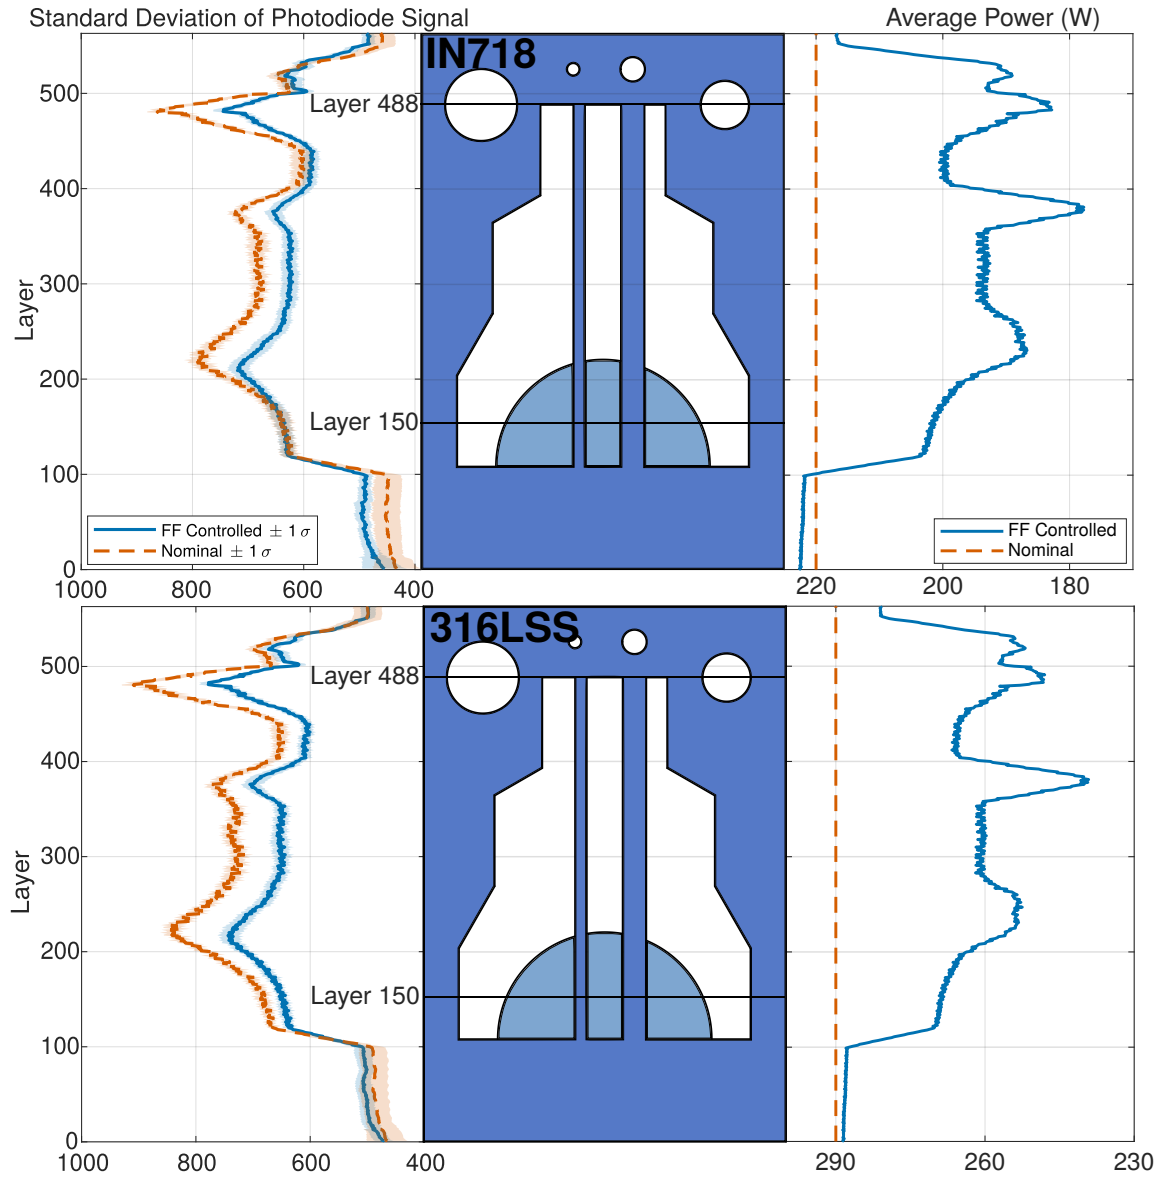 Standard Deviation of Photodiode Signal
Average Power (W)
IN718
500
Layer 488
400
300
Layer
200
Layer 150
100
FF Controlled ± 1 σ
Nominal ± 1 σ
FF Controlled
Nominal
0
1000 800 600 400
220 200 180
316LSS
500
Layer 488
400
300
Layer
200
Layer 150
100
0
1000 800 600 400
290 260 230